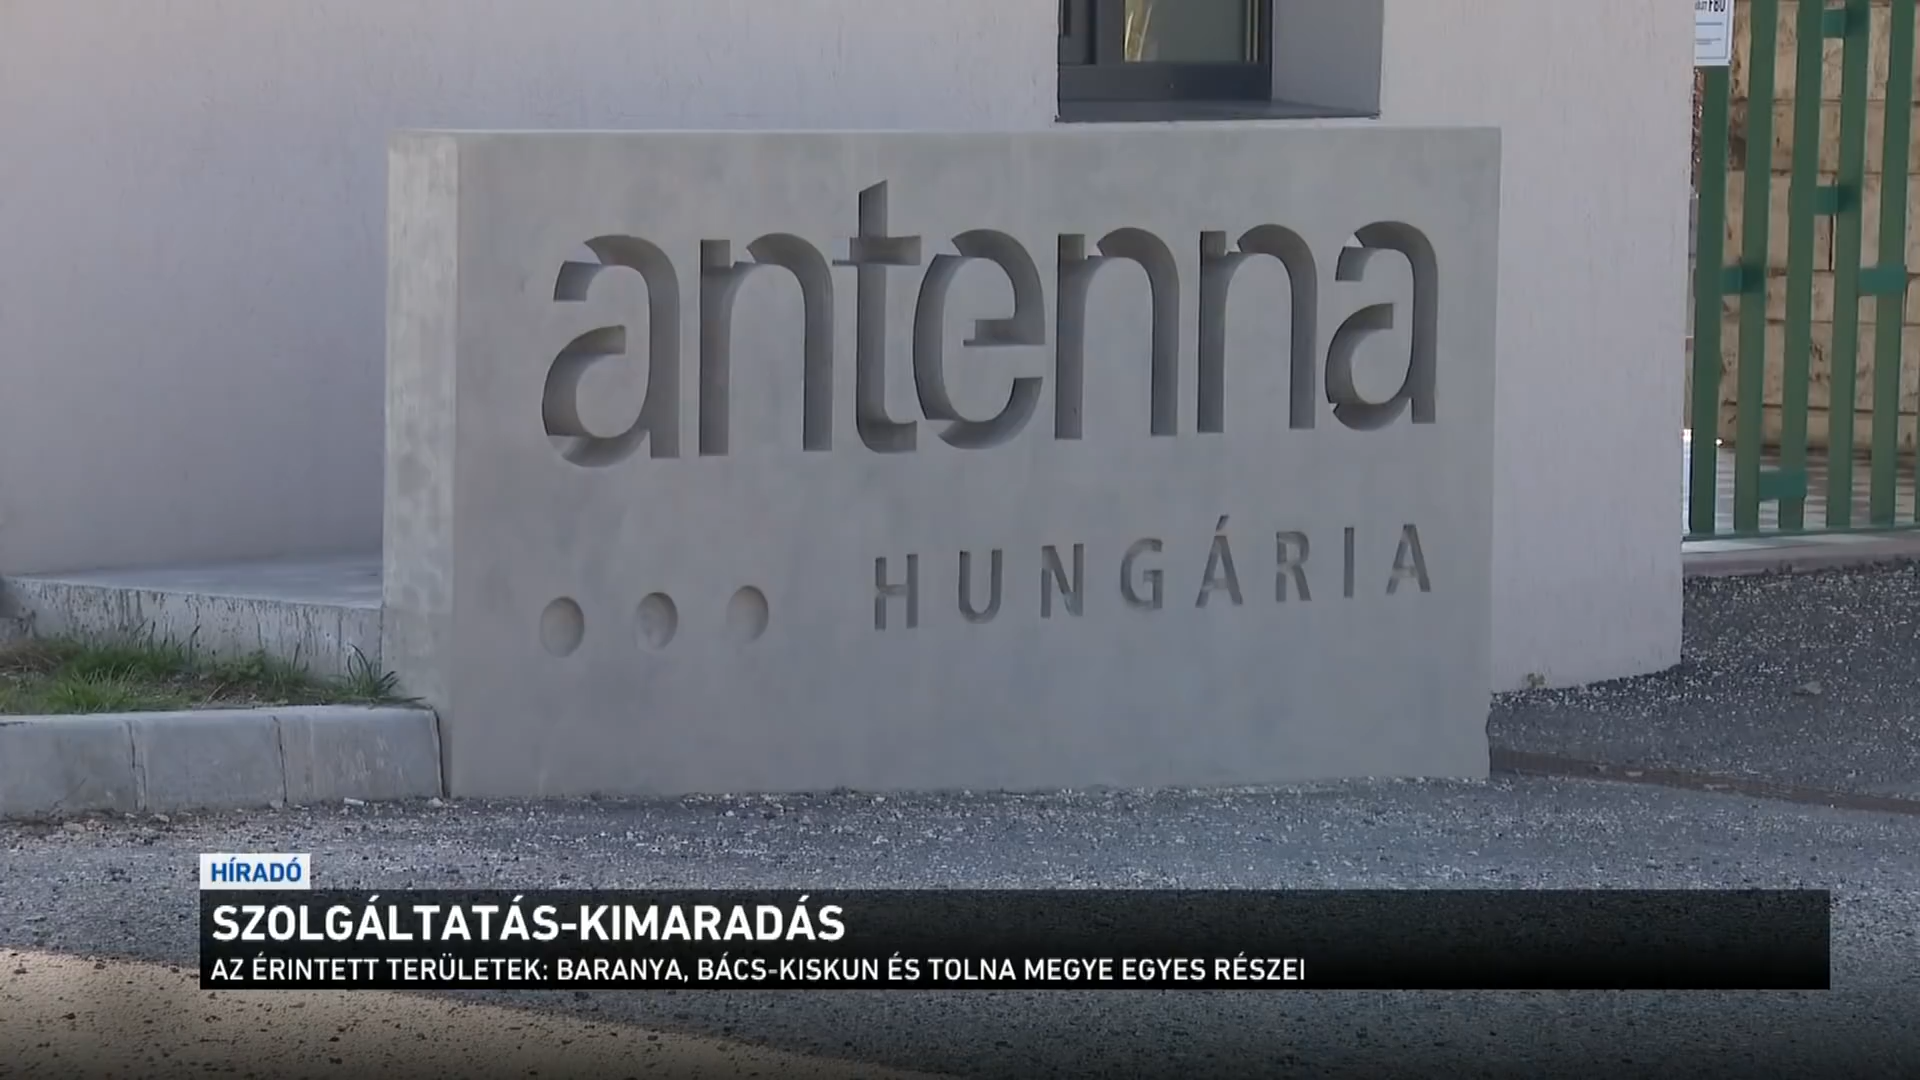 antenna
HUNGÁRIA
HÍRADÓ
SZOLGÁLTATÁS-KIMARADÁS
AZ ÉRINTETT TERÜLETEK: BARANYA, BÁCS-KISKUN ÉS TOLNA MEGYE EGYES RÉSZEI